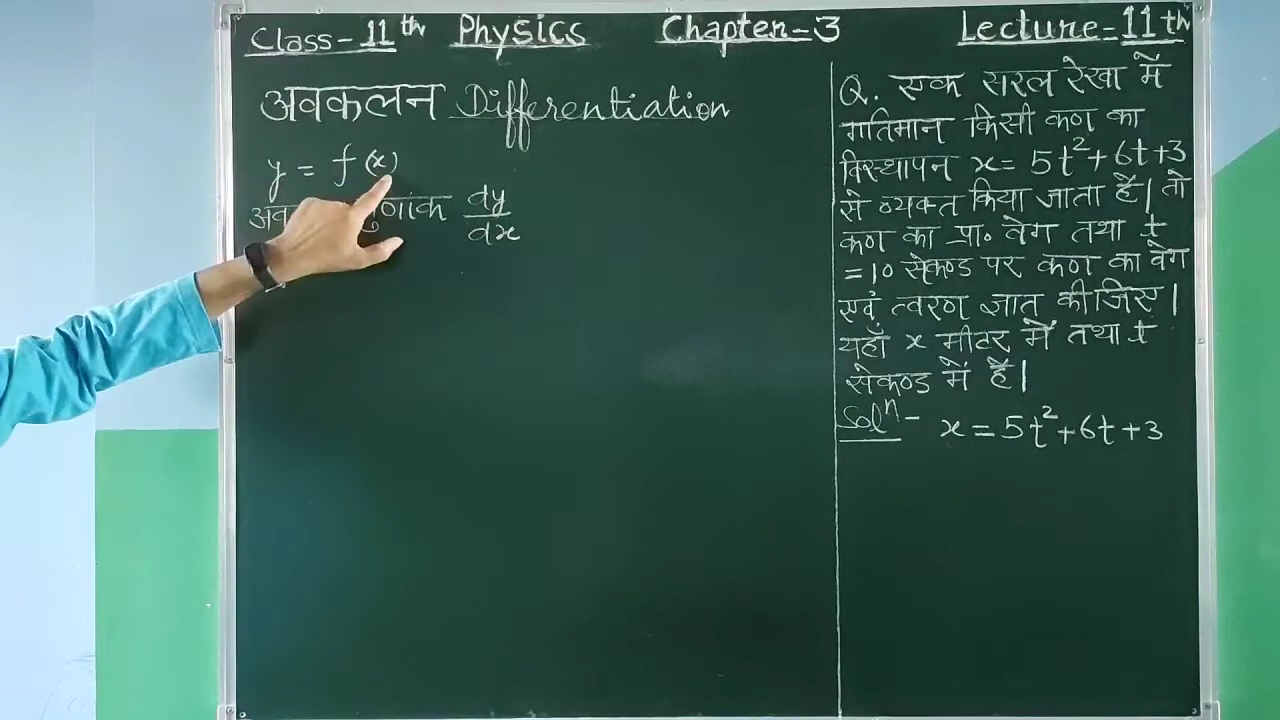 Class-11th Physics Chapter-3 Lecture-11th
अवकलन Differentiation
y = f(x)
dy/dx
Q. एक सरल रेखा में
गतिमान किसी कण का
विस्थापन x = 5t²+6t+3
से व्यक्त किया जाता है। तो
कण का प्रा० वेग तथा t
=10 सेकण्ड पर कण का वेग
एवं त्वरण ज्ञात कीजिए।
यहाँ x मीटर में तथा t
सेकण्ड में है।
Solⁿ- x = 5t²+6t+3